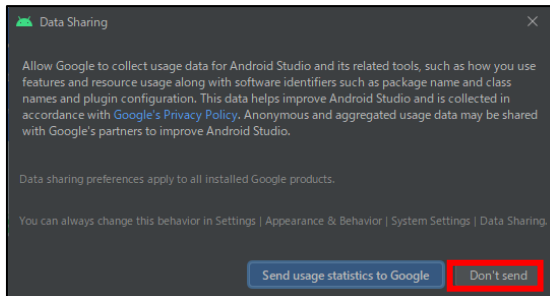 Data Sharing
Allow Google to collect usage data for Android Studio and its related tools, such as how you use
features and resource usage along with software identifiers such as package name and class
names and plugin configuration. This data helps improve Android Studio and is collected in
accordance with Google's Privacy Policy. Anonymous and aggregated usage data may be shared
with Google's partners to improve Android Studio.
Data sharing preferences apply to all installed Google products.
You can always change this behavior in Settings | Appearance & Behavior | System Settings | Data Sharing.
Send usage statistics to Google Don't send